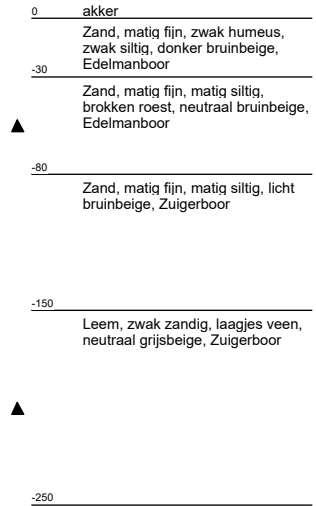 0 akker
Zand, matig fijn, zwak humeus,
zwak siltig, donker bruinbeige,
Edelmanboor
-30
Zand, matig fijn, matig siltig,
brokken roest, neutraal bruinbeige,
Edelmanboor
-80
Zand, matig fijn, matig siltig, licht
bruinbeige, Zuigerboor
-150
Leem, zwak zandig, laagjes veen,
neutraal grijsbeige, Zuigerboor
-250